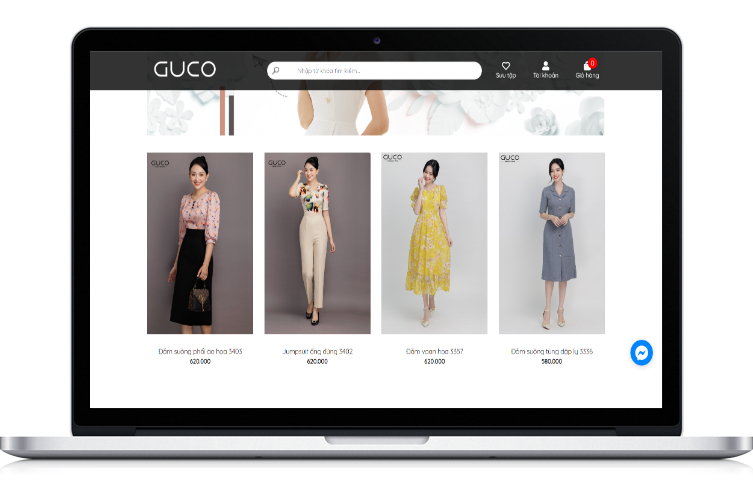 GUCO
Nhập từ khóa tìm kiếm...
Sưu tập
Tài khoản
0
Giỏ hàng
GUCO
GUCO
GUCO
GUCO
Đầm suông phối áo hoa 3403
620.000
Jumpsuit ống đứng 3402
620.000
Đầm voan hoa 3357
620.000
Đầm suông tùng dập ly 3336
580.000